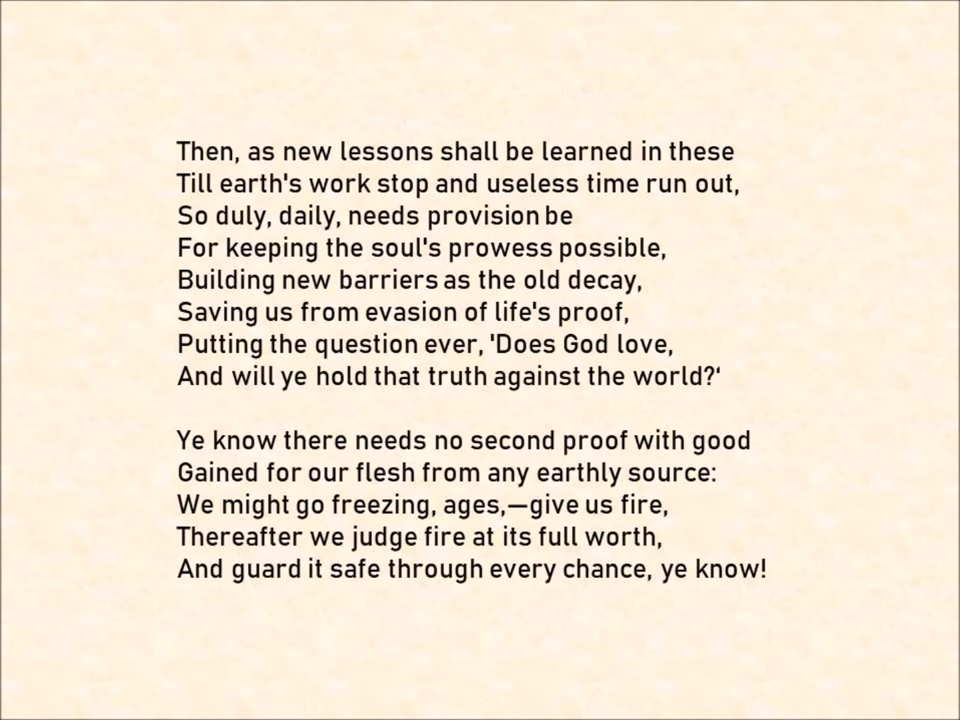 Then, as new lessons shall be learned in these
Till earth's work stop and useless time run out,
So duly, daily, needs provision be
For keeping the soul's prowess possible,
Building new barriers as the old decay,
Saving us from evasion of life's proof,
Putting the question ever, 'Does God love,
And will ye hold that truth against the world?‘

Ye know there needs no second proof with good
Gained for our flesh from any earthly source:
We might go freezing, ages,—give us fire,
Thereafter we judge fire at its full worth,
And guard it safe through every chance, ye know!